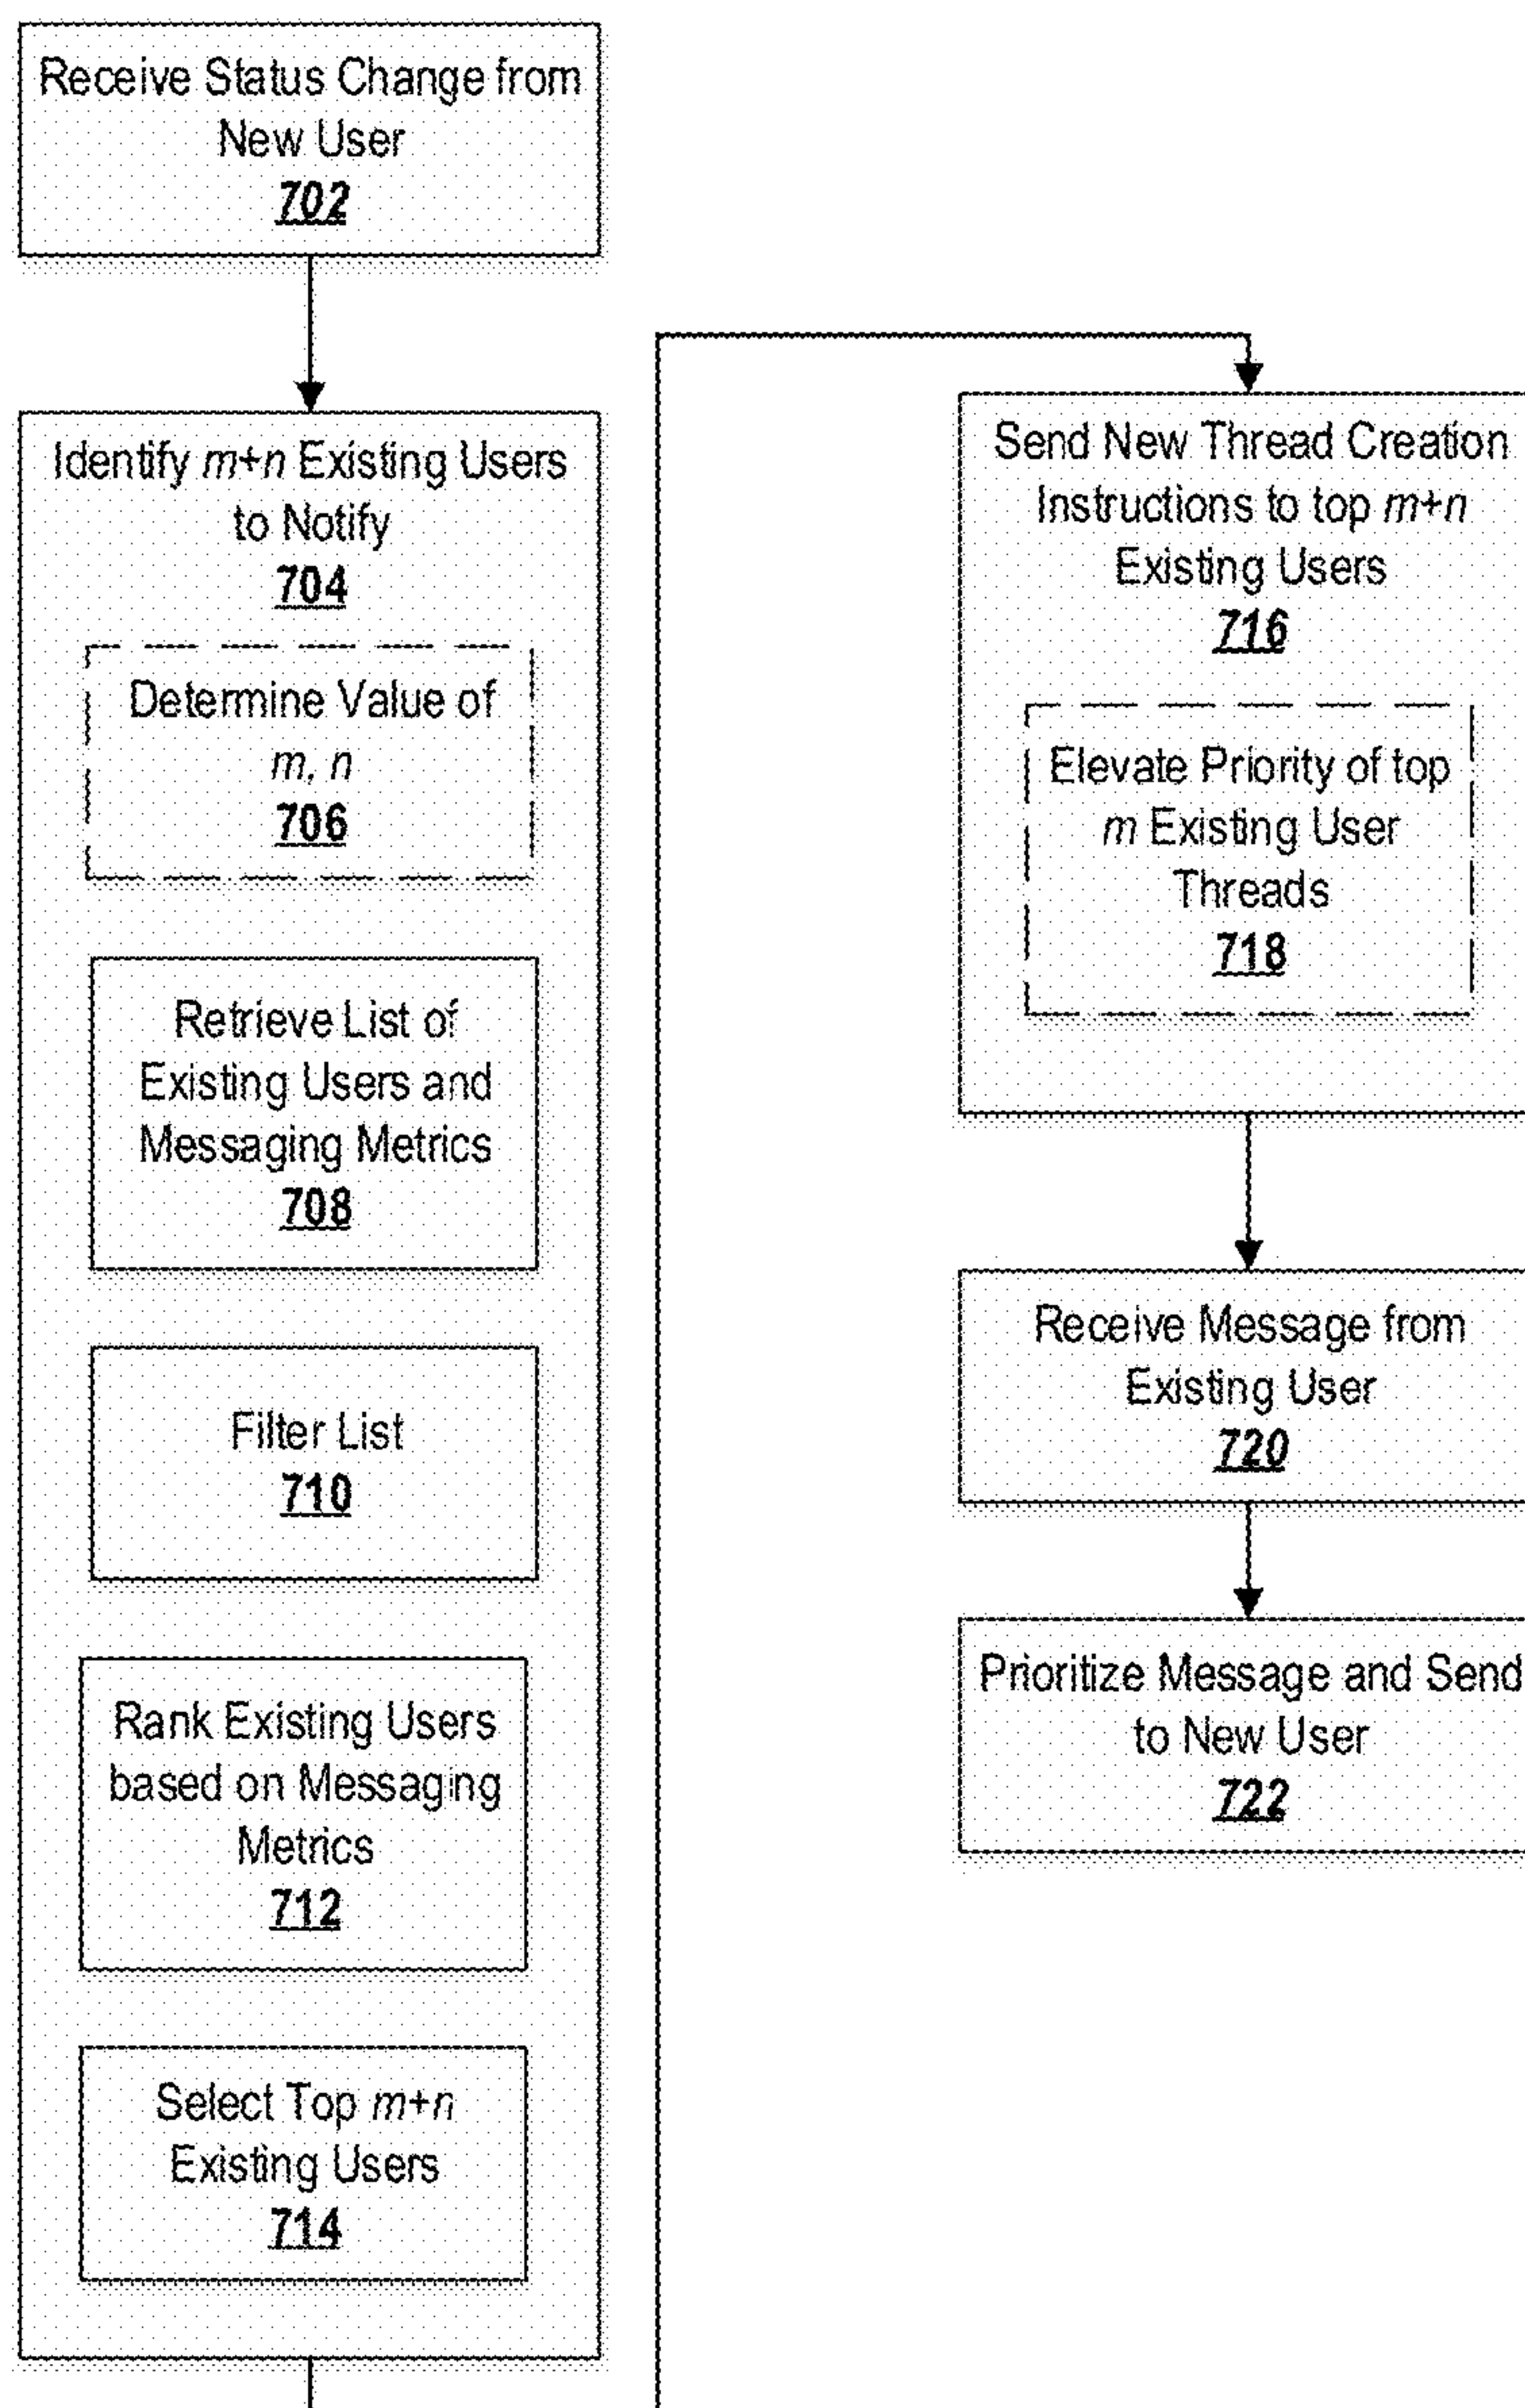 Receive Status Change from
New User
702
Identify m+n Existing Users
to Notify
704
Determine Value of
m, n
706
Retrieve List of
Existing Users and
Messaging Metrics
708
Filter List
710
Rank Existing Users
based on Messaging
Metrics
712
Select Top m+n
Existing Users
714
Send New Thread Creation
Instructions to top m+n
Existing Users
716
Elevate Priority of top
m Existing User
Threads
718
Receive Message from
Existing User
720
Prioritize Message and Send
to New User
722